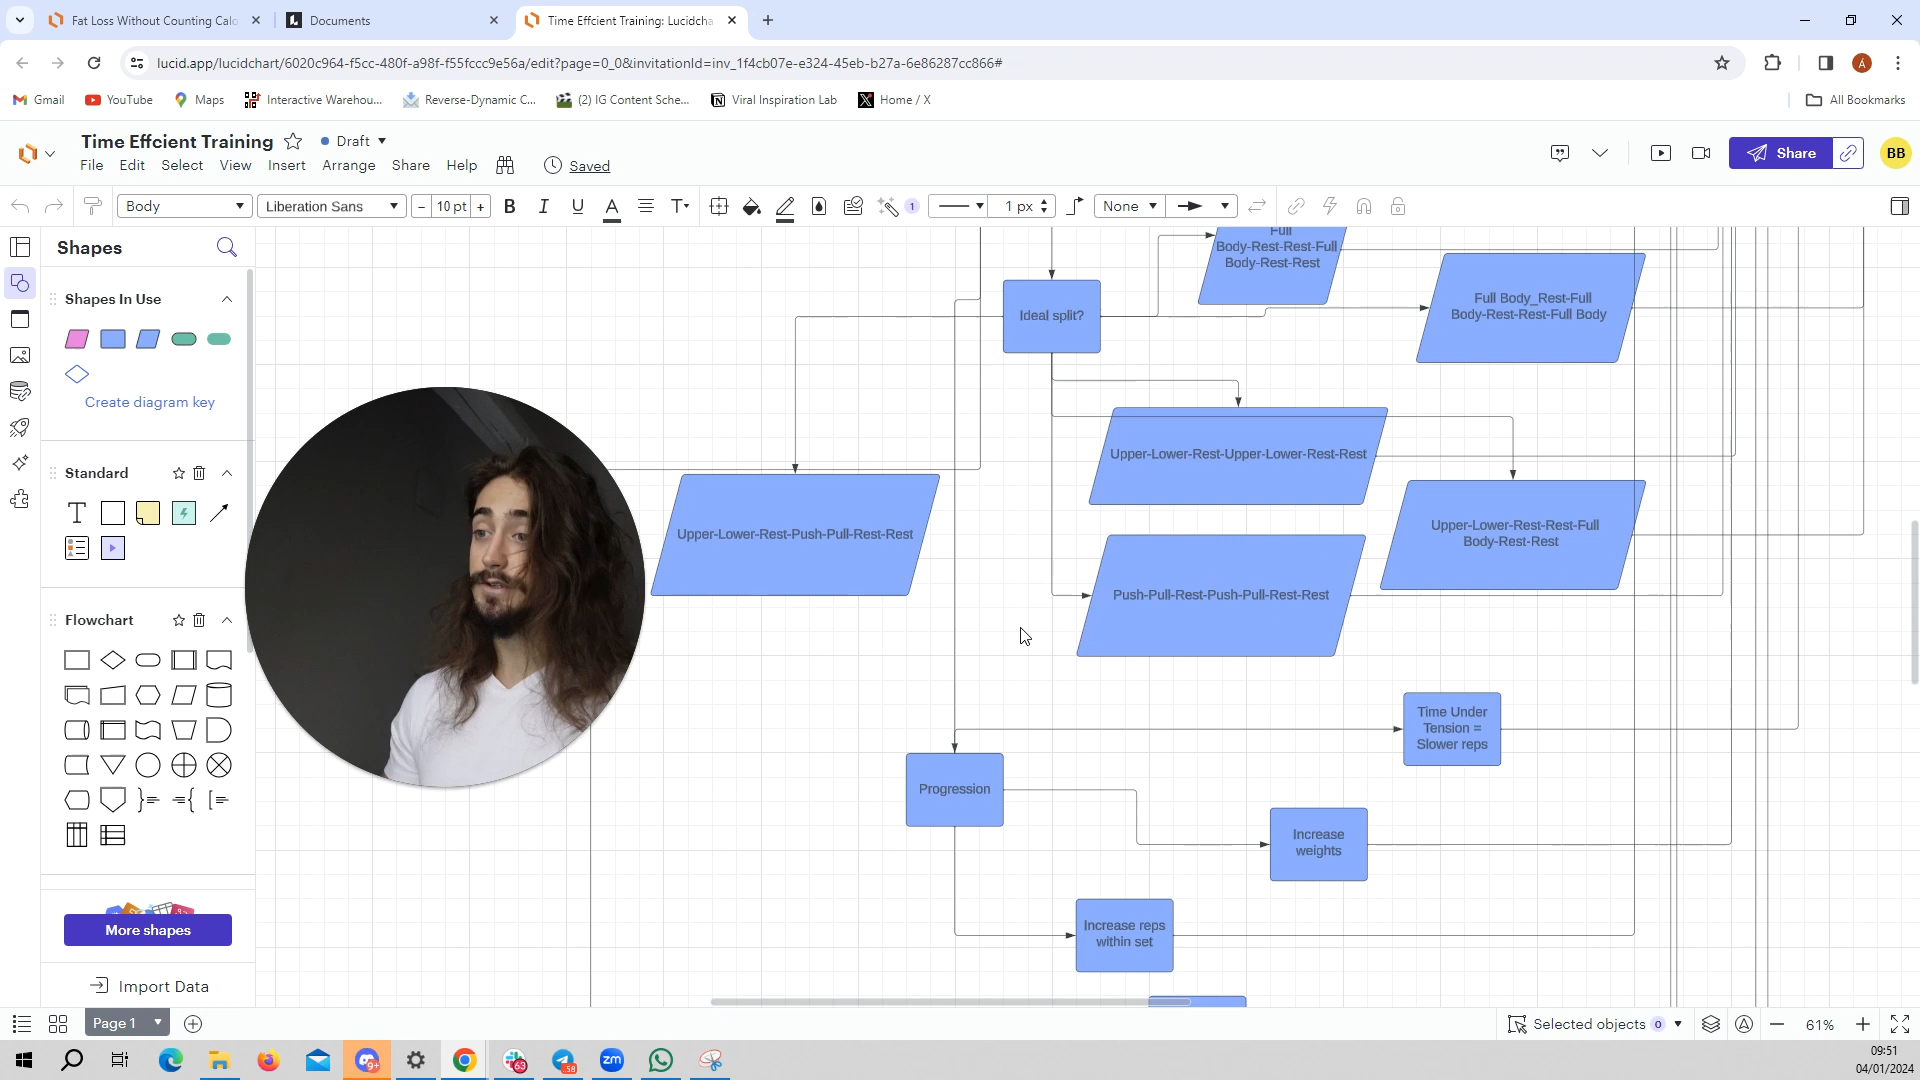 Fat Loss Without Counting Calo
Documents
Time Effcient Training: Lucidcha
lucid.app/lucidchart/6020c964-f5cc-480f-a98f-f55fccc9e56a/edit?page=0_0&invitationId=inv_1f4cb07e-e324-45eb-b27a-6e86287cc866#
A
Gmail
YouTube
Maps
Interactive Warehou...
Reverse-Dynamic C...
(2) IG Content Sche...
Viral Inspiration Lab
Home / X
All Bookmarks
Time Effcient Training
Draft
File
Edit
Select
View
Insert
Arrange
Share
Help
Saved
Share
BB
Body
Liberation Sans
- 10 pt +
B
I
U
A
T
1
1 px
None
Shapes
Shapes In Use
Create diagram key
Standard
T
Flowchart
More shapes
Import Data
Full
Body-Rest-Rest-Full
Body-Rest-Rest
Ideal split?
Full Body_Rest-Full
Body-Rest-Rest-Full Body
Upper-Lower-Rest-Upper-Lower-Rest-Rest
Upper-Lower-Rest-Push-Pull-Rest-Rest
Upper-Lower-Rest-Rest-Full
Body-Rest-Rest
Push-Pull-Rest-Push-Pull-Rest-Rest
Time Under
Tension =
Slower reps
Progression
Increase
weights
Increase reps
within set
Page 1
Selected objects
0
61%
9+
63
58
zm
09:51
04/01/2024